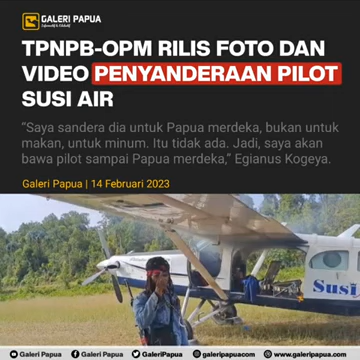 GALERI PAPUA
TPNPB-OPM RILIS FOTO DAN
VIDEO PENYANDERAAN PILOT
SUSI AIR
“Saya sandera dia untuk Papua merdeka, bukan untuk
makan, untuk minum. Itu tidak ada. Jadi, saya akan
bawa pilot sampai Papua merdeka,” Egianus Kogeya.
Galeri Papua | 14 Februari 2023
Susi
Galeri Papua Galeri Papua GaleriPapua galeripapuacom www.galeripapua.com